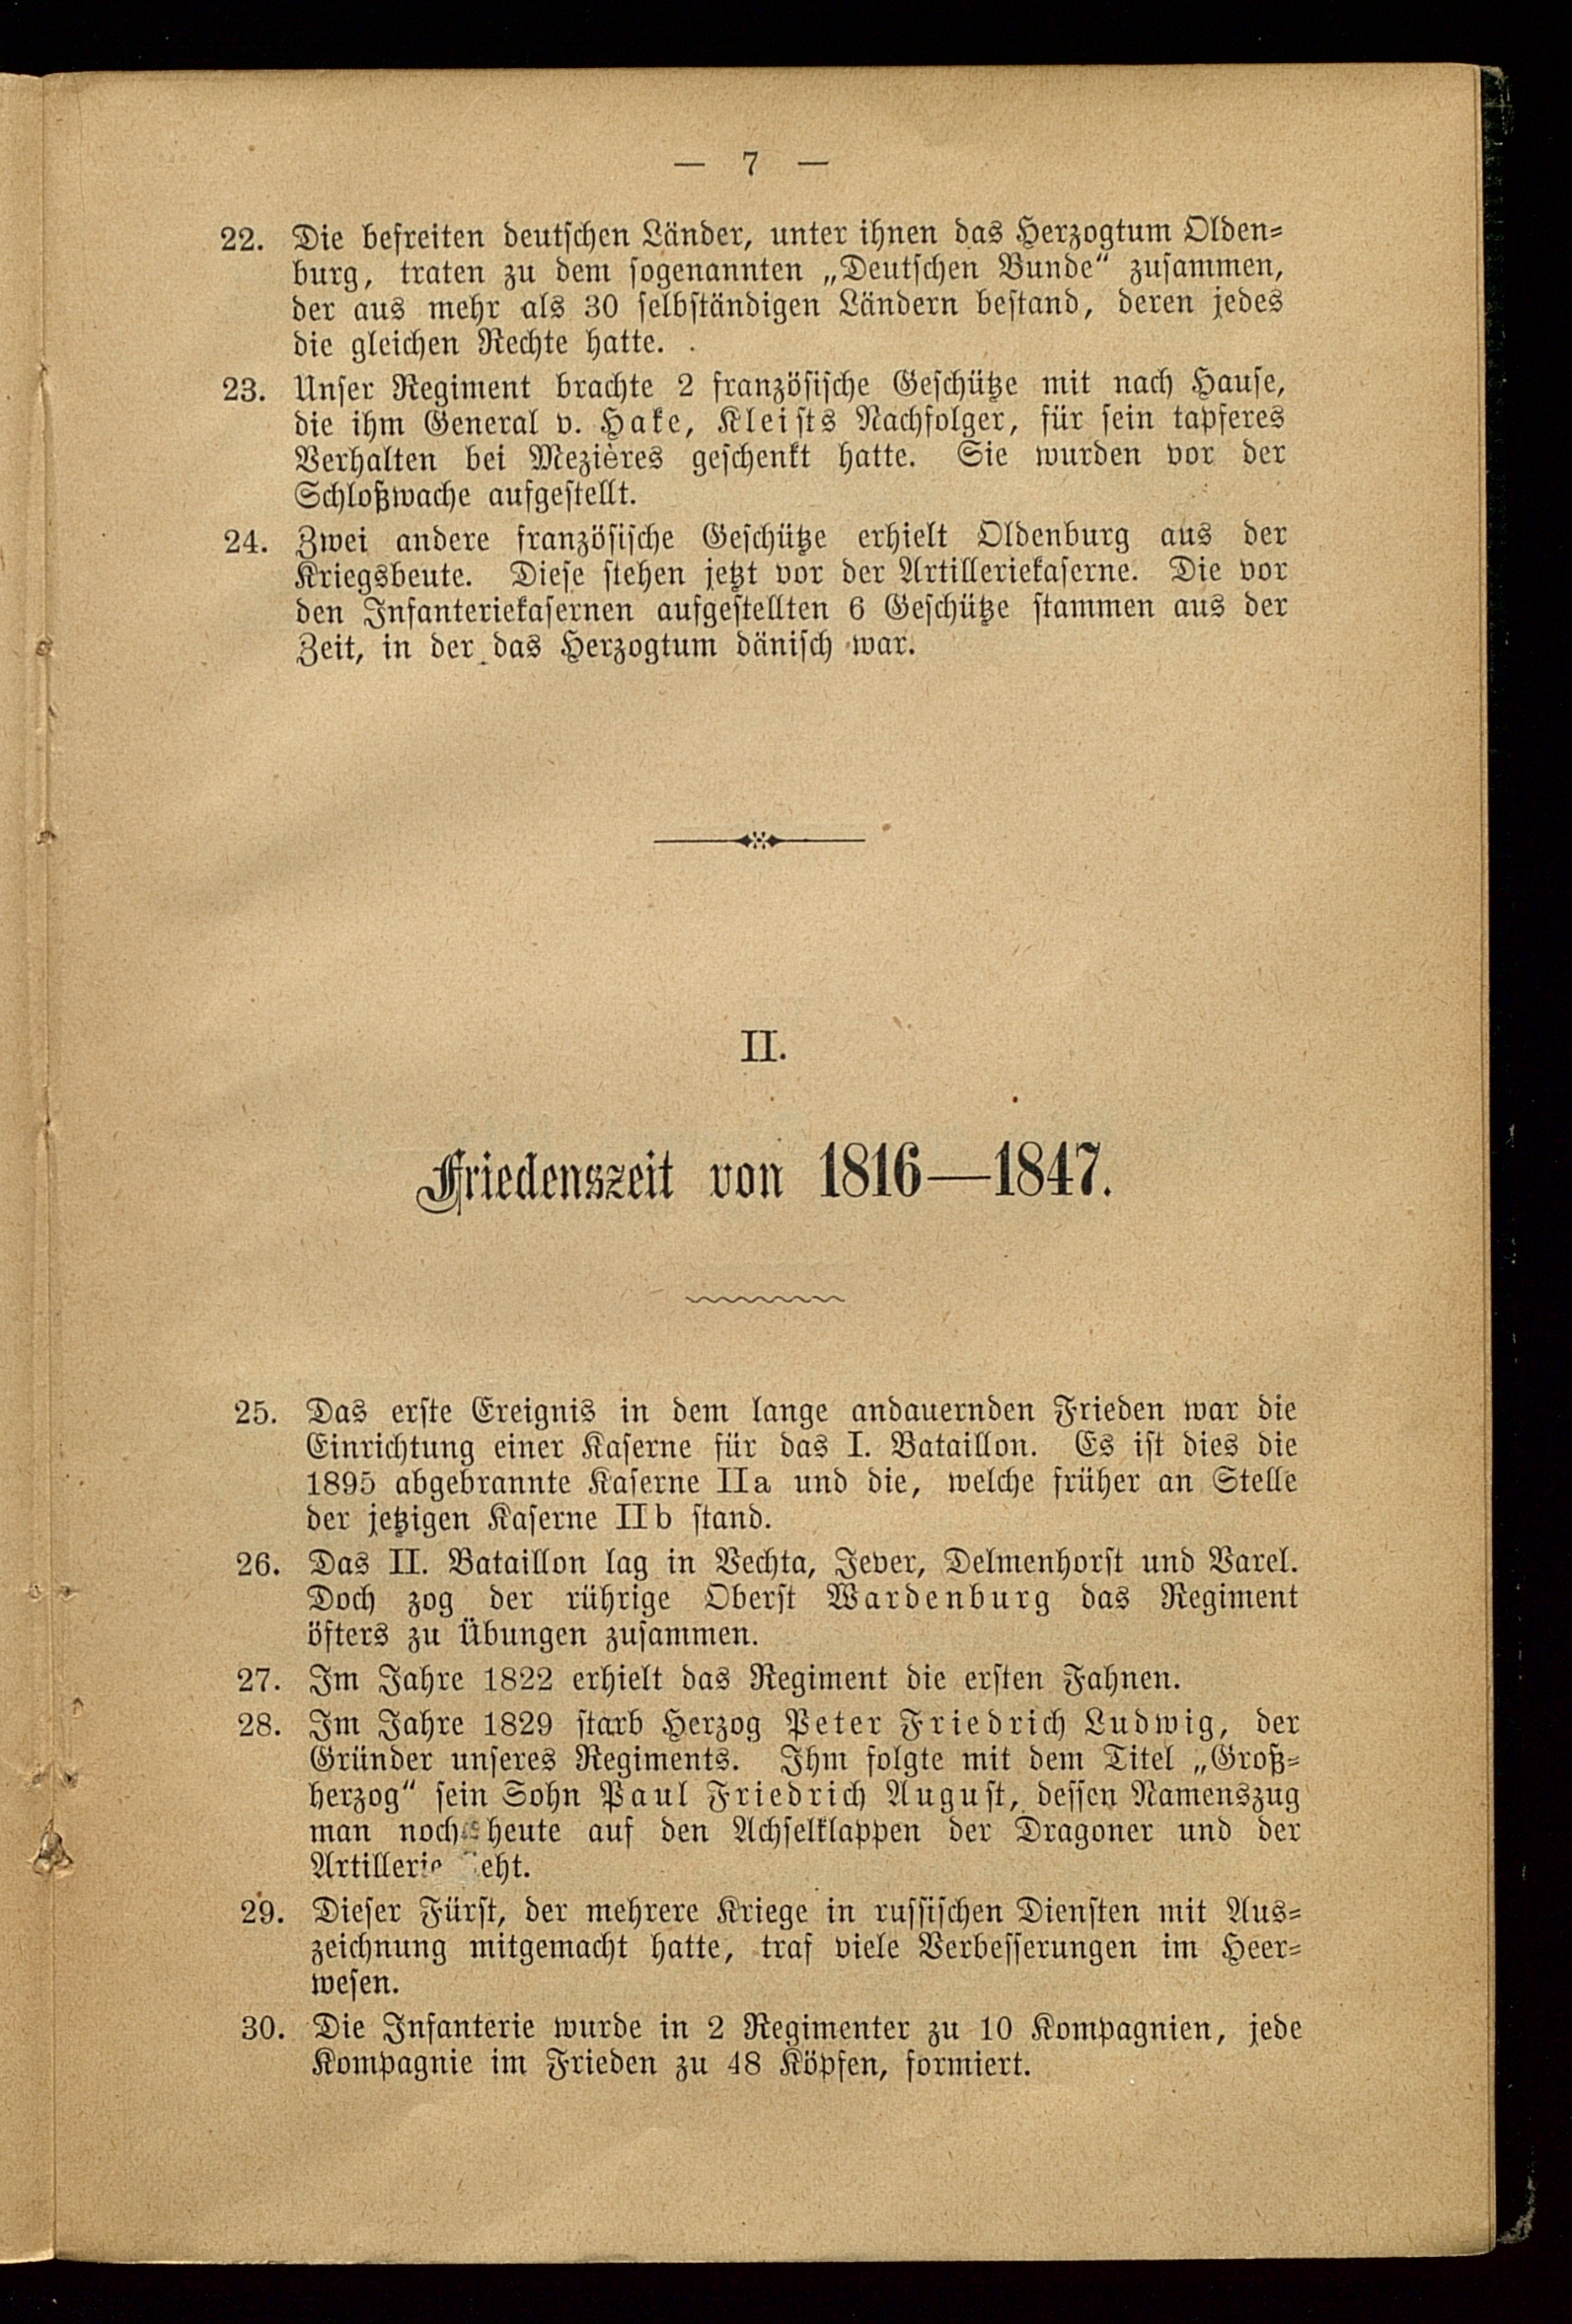 — 7 —
22. Die befreiten deutschen Länder, unter ihnen das Herzogtum Olden-
burg, traten zu dem sogenannten „Deutschen Bunde“ zusammen,
der aus mehr als 30 selbständigen Ländern bestand, deren jedes
die gleichen Rechte hatte.
23. Unser Regiment brachte 2 französische Geschütze mit nach Hause,
die ihm General v. Hake, Kleists Nachfolger, für sein tapferes
Verhalten bei Mezières geschenkt hatte. Sie wurden vor der
Schloßwache aufgestellt.
24. Zwei andere französische Geschütze erhielt Oldenburg aus der
Kriegsbeute. Diese stehen jetzt vor der Artilleriekaserne. Die vor
den Infanteriekasernen aufgestellten 6 Geschütze stammen aus der
Zeit, in der das Herzogtum dänisch war.
II.
Friedenszeit von 1816—1847.
25. Das erste Ereignis in dem lange andauernden Frieden war die
Einrichtung einer Kaserne für das I. Bataillon. Es ist dies die
1895 abgebrannte Kaserne IIa und die, welche früher an Stelle
der jetzigen Kaserne IIb stand.
26. Das II. Bataillon lag in Vechta, Jever, Delmenhorst und Varel.
Doch zog der rührige Oberst Wardenburg das Regiment
öfters zu Übungen zusammen.
27. Im Jahre 1822 erhielt das Regiment die ersten Fahnen.
28. Im Jahre 1829 starb Herzog Peter Friedrich Ludwig, der
Gründer unseres Regiments. Ihm folgte mit dem Titel „Groß-
herzog“ sein Sohn Paul Friedrich August, dessen Namenszug
man noch heute auf den Achselklappen der Dragoner und der
Artillerie
29. Dieser Fürst, der mehrere Kriege in russischen Diensten mit Aus-
zeichnung mitgemacht hatte, traf viele Verbesserungen im Heer-
wesen.
30. Die Infanterie wurde in 2 Regimenter zu 10 Kompagnien, jede
Kompagnie im Frieden zu 48 Köpfen, formiert.